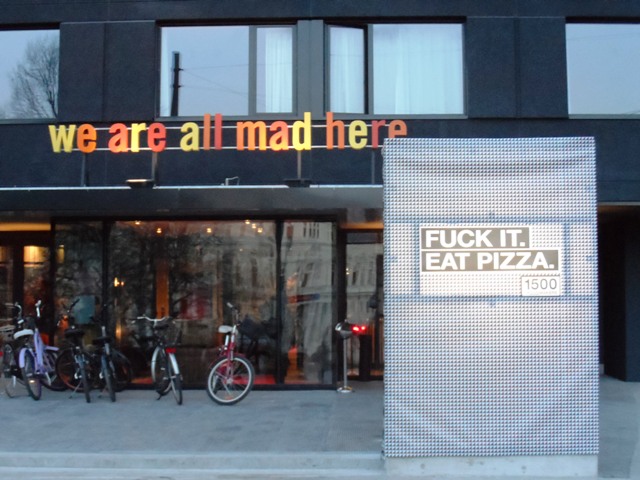 we are all mad here
FUCK IT.
EAT PIZZA.
1500